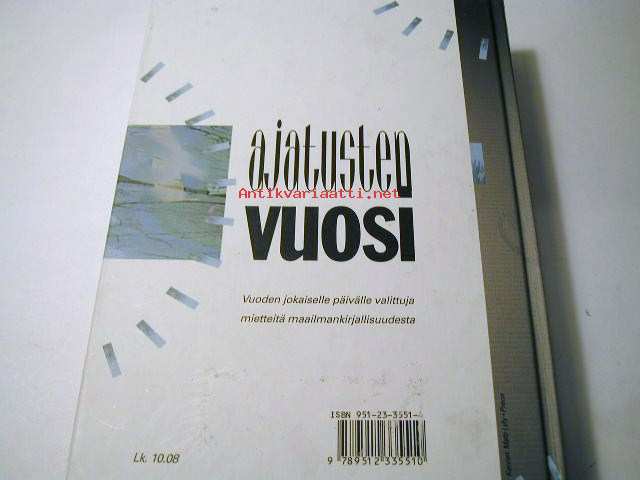 ajatusten
Antikvariaatti.net
VUOSI
Vuoden jokaiselle päivälle valittuja
mietteitä maailmankirjallisuudesta
ISBN 951-23-3551-4
9 789512 335510
Lk. 10.08